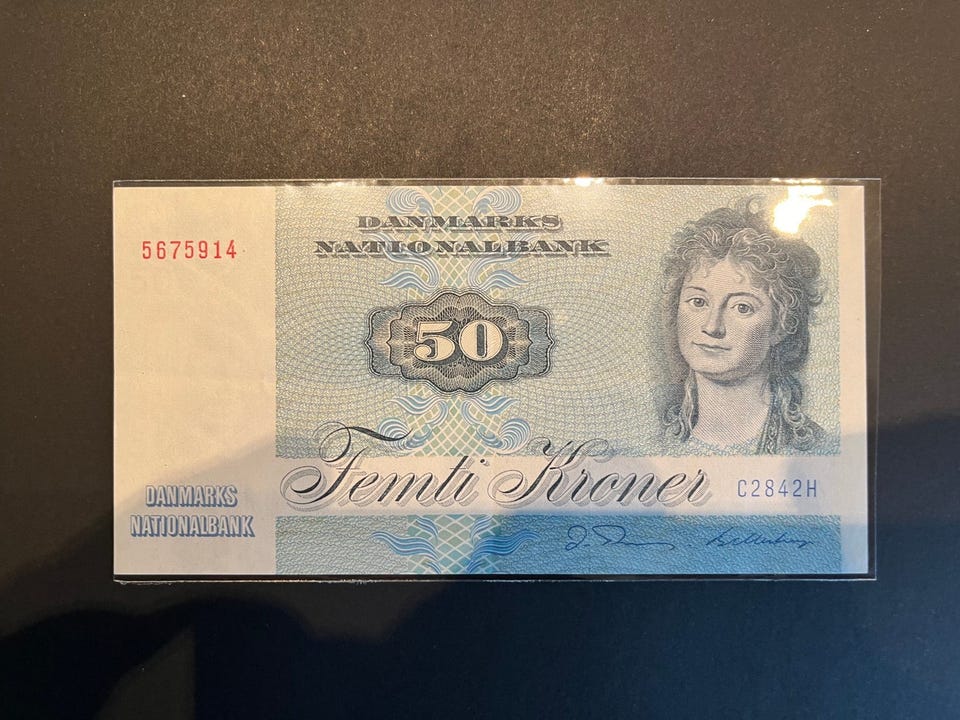 5675914
DANMARKS
NATIONALBANK
50
Femti Kroner
C2842H
DANMARKS
NATIONALBANK